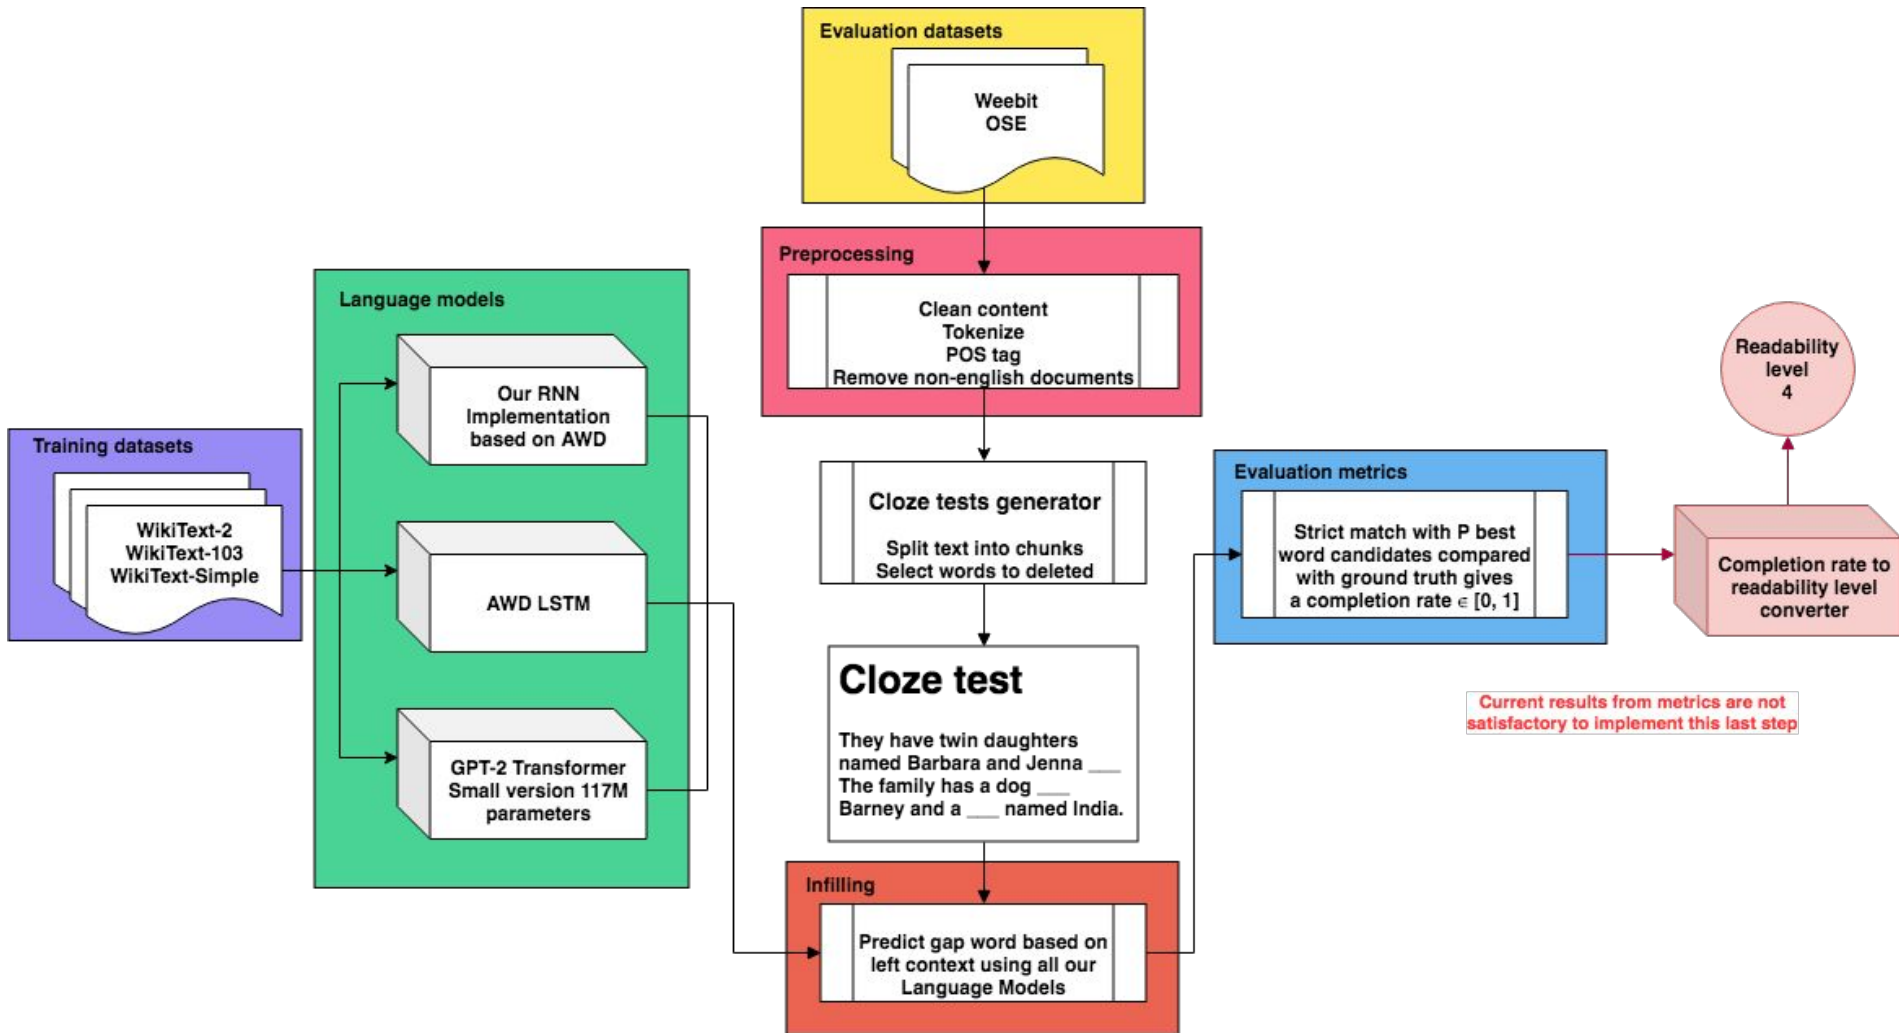 Evaluation datasets
Weebit
OSE
Preprocessing
Clean content
Tokenize
POS tag
Remove non-english documents
Language models
Our RNN
Implementation
based on AWD
AWD LSTM
GPT-2 Transformer
Small version 117M
parameters
Training datasets
WikiText-2
WikiText-103
WikiText-Simple
Cloze tests generator
Split text into chunks
Select words to deleted
Cloze test
They have twin daughters
named Barbara and Jenna ___
The family has a dog ___
Barney and a ___ named India.
Infilling
Predict gap word based on
left context using all our
Language Models
Evaluation metrics
Strict match with P best
word candidates compared
with ground truth gives
a completion rate ∈ [0, 1]
Readability
level
4
Completion rate to
readability level
converter
Current results from metrics are not
satisfactory to implement this last step